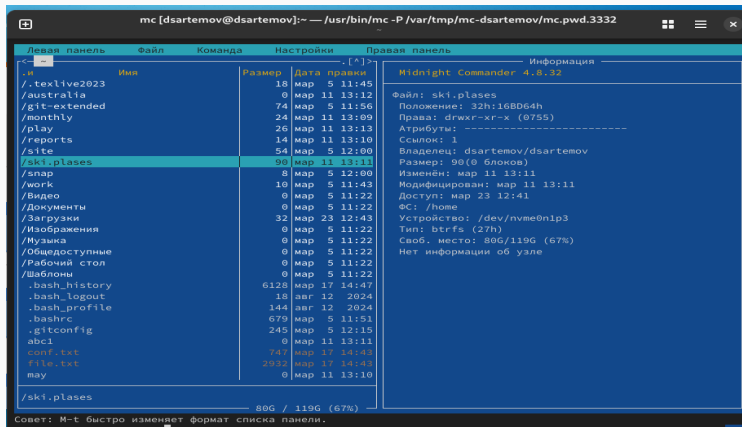 mc [dsartemov@dsartemov]:~ — /usr/bin/mc -P /var/tmp/mc-dsartemov/mc.pwd.3332
Левая панель Файл Команда Настройки Правая панель
<- ~ .[^]>
.и Имя Размер Дата правки
/.texlive2023 18 мар 5 11:45
/australia 0 мар 11 13:12
/git-extended 74 мар 5 11:56
/monthly 24 мар 11 13:09
/play 26 мар 11 13:13
/reports 14 мар 11 13:10
/site 54 мар 5 12:00
/ski.plases 90 мар 11 13:11
/snap 8 мар 5 12:00
/work 10 мар 5 11:43
/Видео 0 мар 5 11:22
/Документы 0 мар 5 11:22
/Загрузки 32 мар 23 12:43
/Изображения 0 мар 5 11:22
/Музыка 0 мар 5 11:22
/Общедоступные 0 мар 5 11:22
/Рабочий стол 0 мар 5 11:22
/Шаблоны 0 мар 5 11:22
.bash_history 6128 мар 17 14:47
.bash_logout 18 авг 12 2024
.bash_profile 144 авг 12 2024
.bashrc 679 мар 5 11:51
.gitconfig 245 мар 5 12:15
abc1 0 мар 11 13:11
conf.txt 747 мар 17 14:43
file.txt 2932 мар 17 14:43
may 0 мар 11 13:10
/ski.plases
80G / 119G (67%)
Информация
Midnight Commander 4.8.32
Файл: ski.plases
Положение: 32h:16BD64h
Права: drwxr-xr-x (0755)
Атрибуты: -------------------------
Ссылок: 1
Владелец: dsartemov/dsartemov
Размер: 90(0 блоков)
Изменён: мар 11 13:11
Модифицирован: мар 11 13:11
Доступ: мар 23 12:41
ФС: /home
Устройство: /dev/nvme0n1p3
Тип: btrfs (27h)
Своб. место: 80G/119G (67%)
Нет информации об узле
Совет: M-t быстро изменяет формат списка панели.